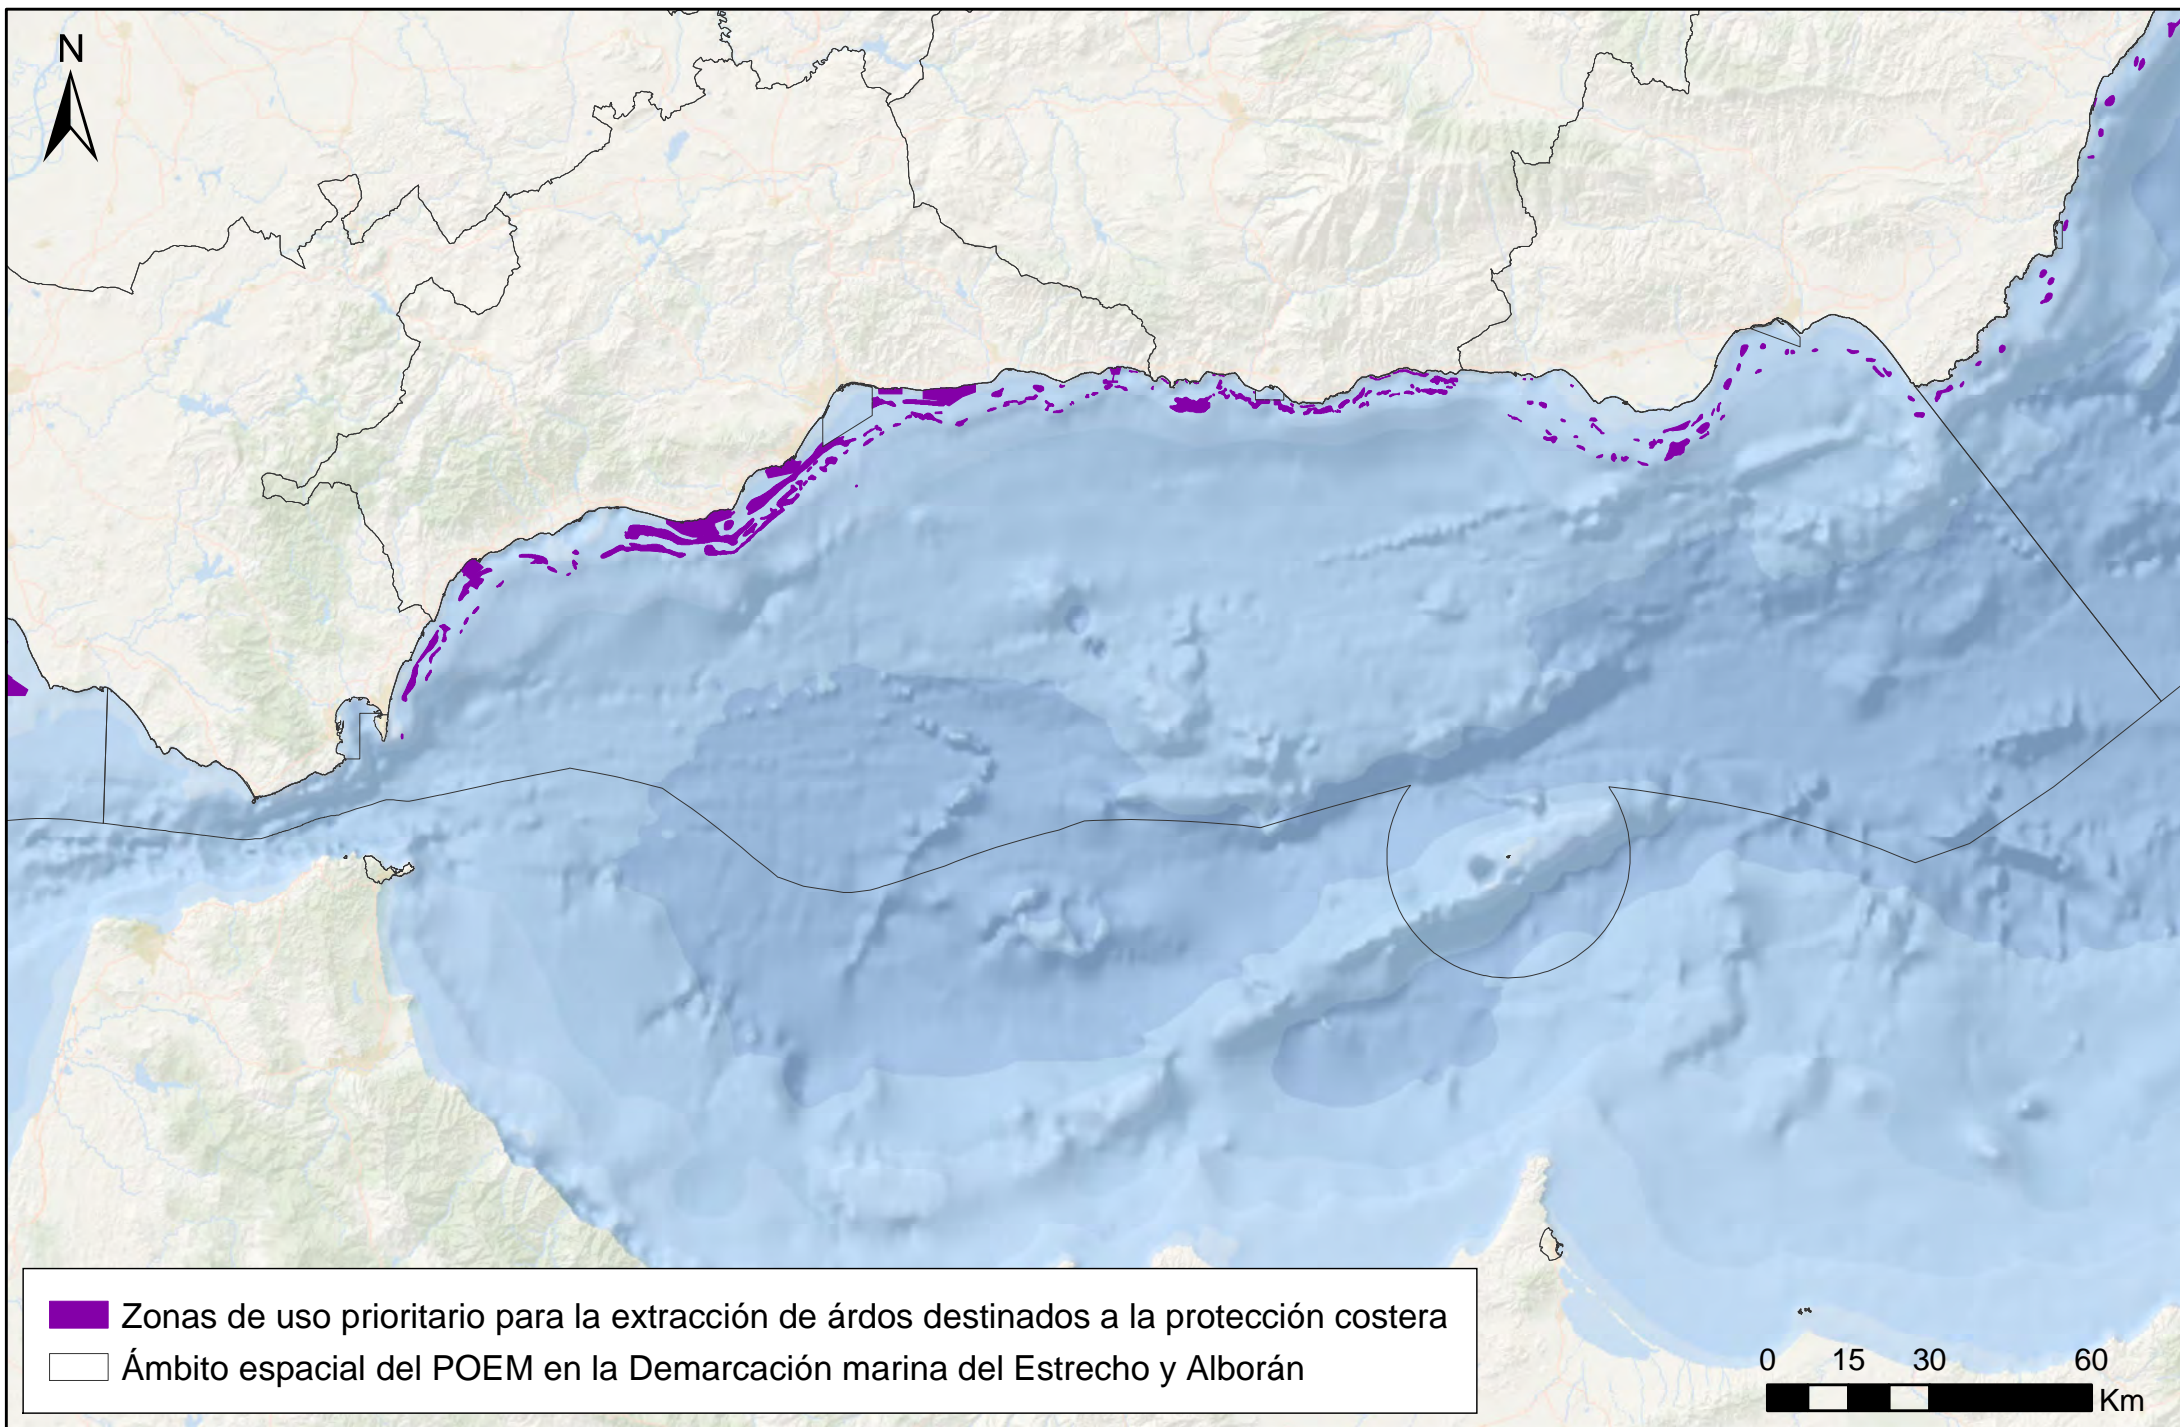 N
Zonas de uso prioritario para la extracción de árdos destinados a la protección costera
Ámbito espacial del POEM en la Demarcación marina del Estrecho y Alborán
0 15 30 60
Km